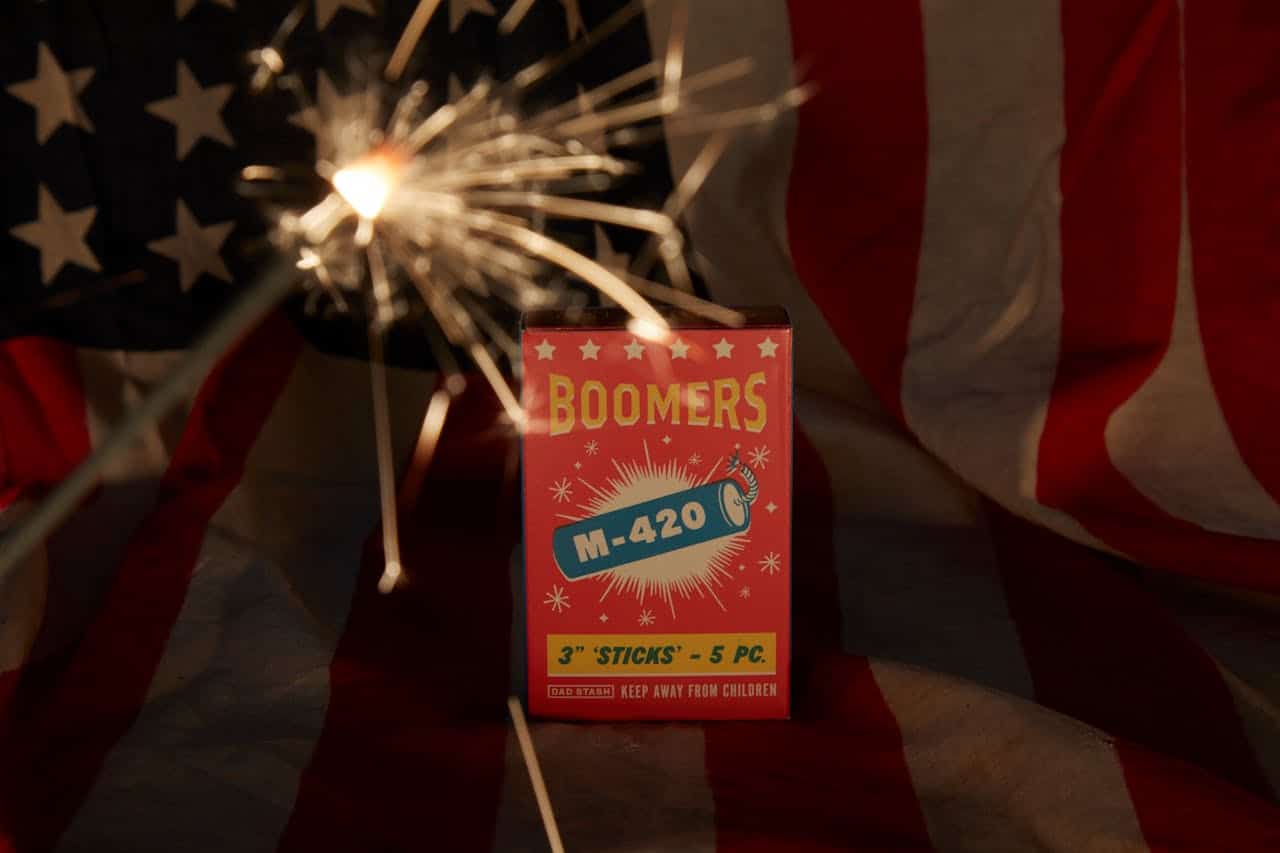 BOOMERS
M-420
3” ‘STICKS’ – 5 PC.
DAD STASH KEEP AWAY FROM CHILDREN